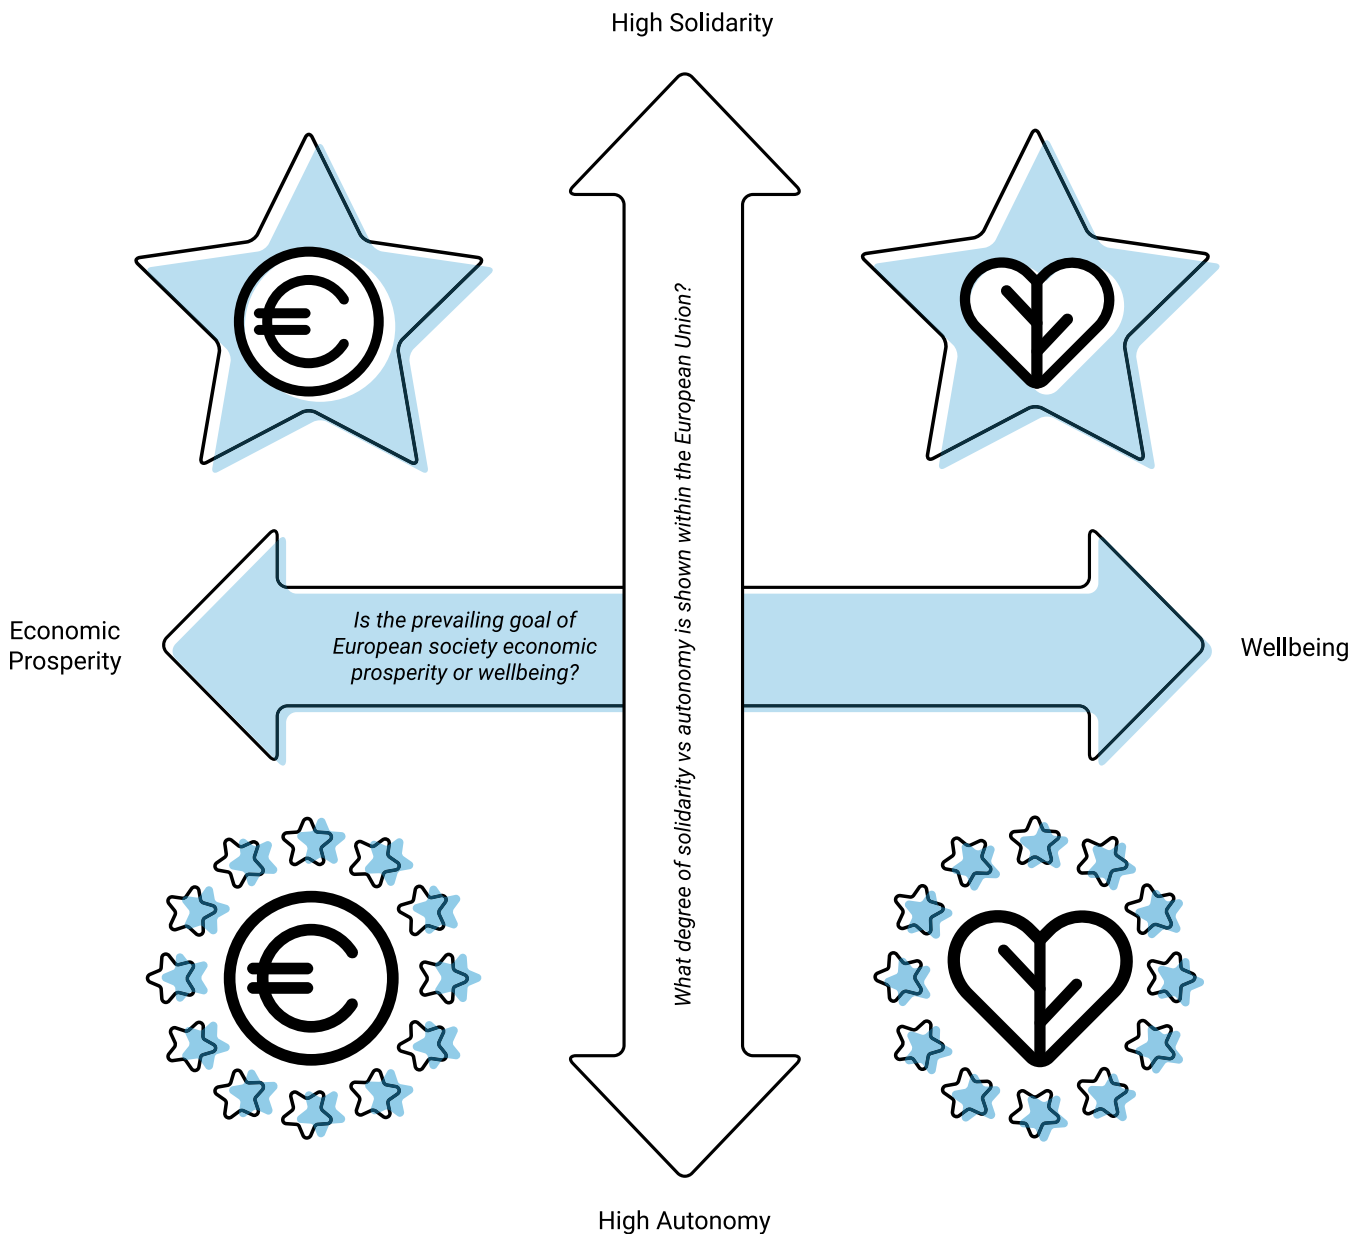 High Solidarity
What degree of solidarity vs autonomy is shown within the European Union?
Economic
Prosperity
Is the prevailing goal of
European society economic
prosperity or wellbeing?
Wellbeing
High Autonomy